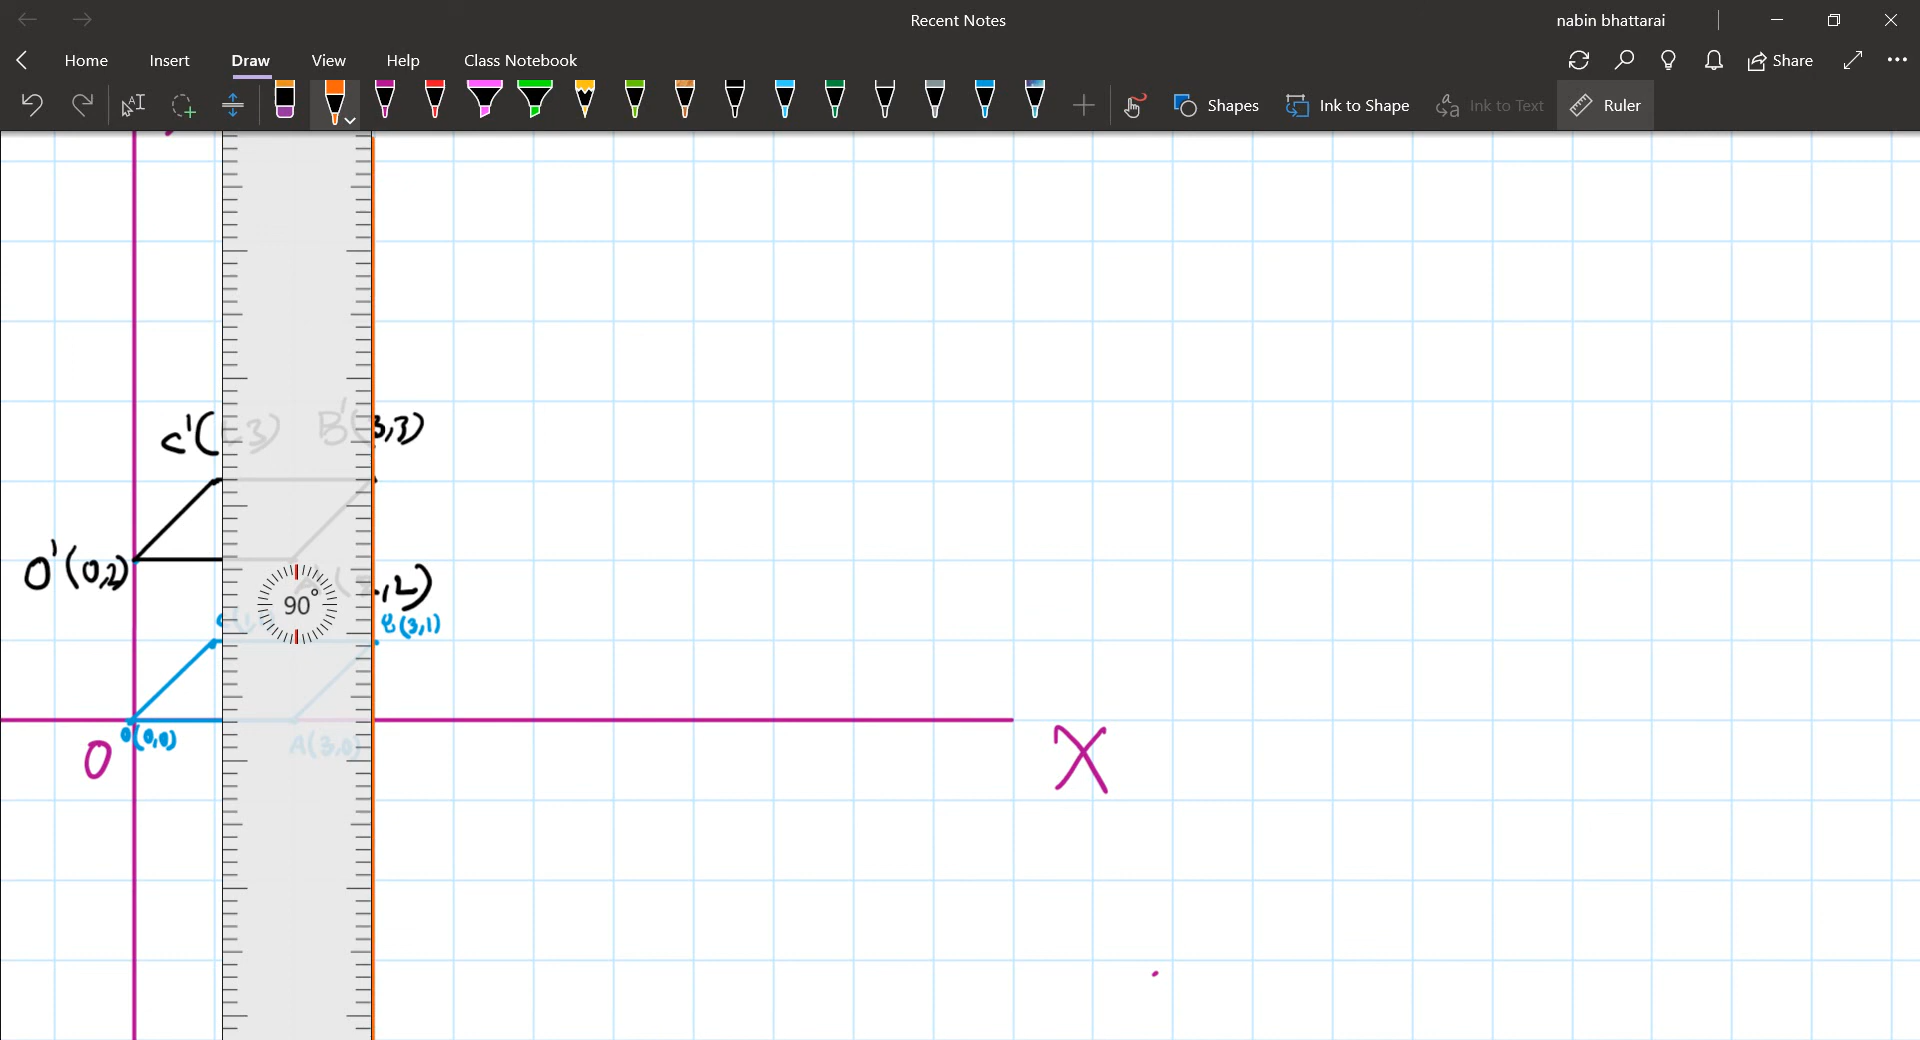 Recent Notes
nabin bhattarai
Home Insert Draw View Help Class Notebook
Share
Shapes Ink to Shape Ink to Text Ruler
C'( ,3) B'(3,3)
O'(0,2)
90°
,2)
B(3,1)
O(0,0)
O
A(3,0)
X